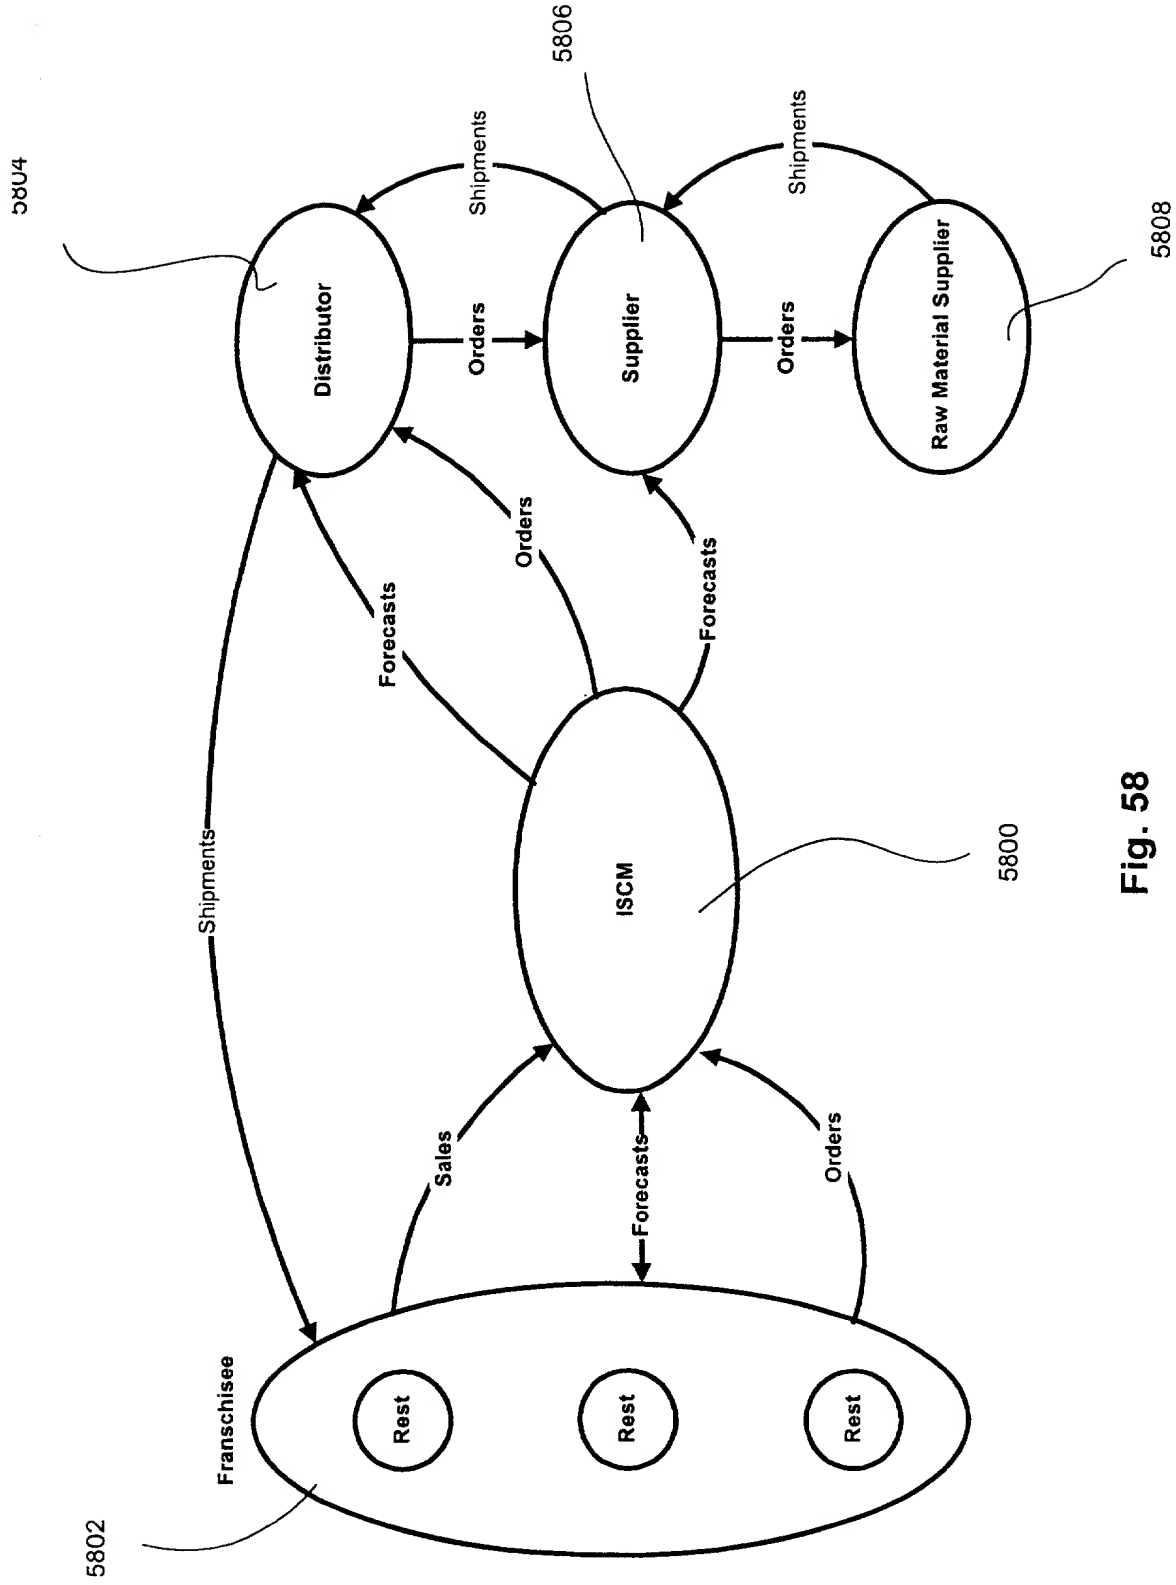 5802
Franschisee
Rest
Rest
Rest
Shipments
Sales
Forecasts
Orders
ISCM
5800
Forecasts
Orders
Forecasts
5804
Distributor
Orders
Shipments
Supplier
5806
Orders
Shipments
Raw Material Supplier
5808
Fig. 58